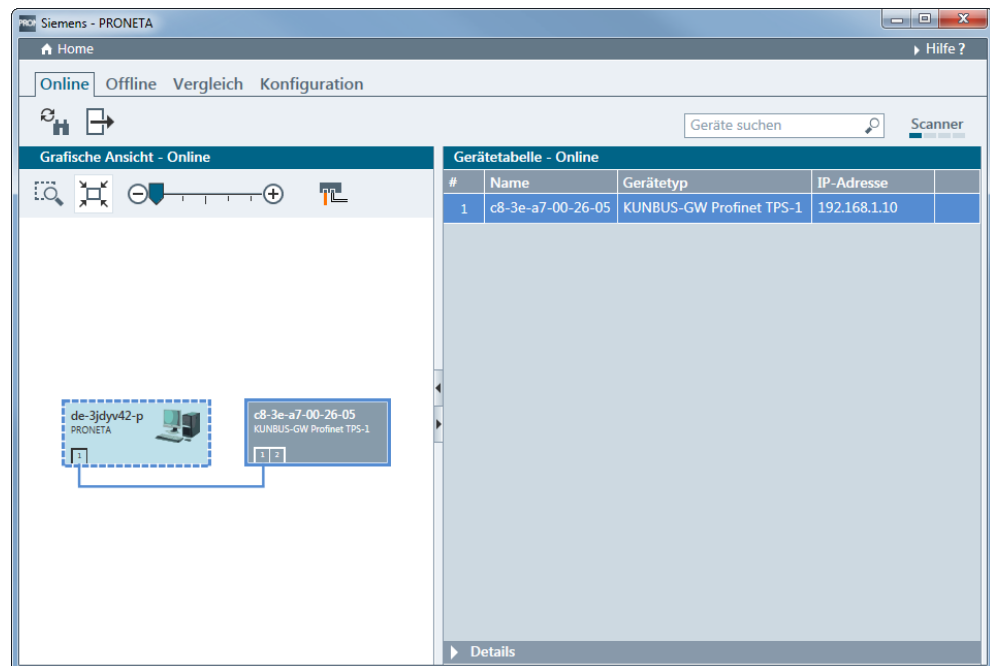 Siemens - PRONETA
Home
Hilfe ?
Online Offline Vergleich Konfiguration
Geräte suchen
Scanner
Grafische Ansicht - Online
Gerätetabelle - Online
# Name Gerätetyp IP-Adresse
1 c8-3e-a7-00-26-05 KUNBUS-GW Profinet TPS-1 192.168.1.10
de-3jdyv42-p
PRONETA
1
c8-3e-a7-00-26-05
KUNBUS-GW Profinet TPS-1
1 2
Details